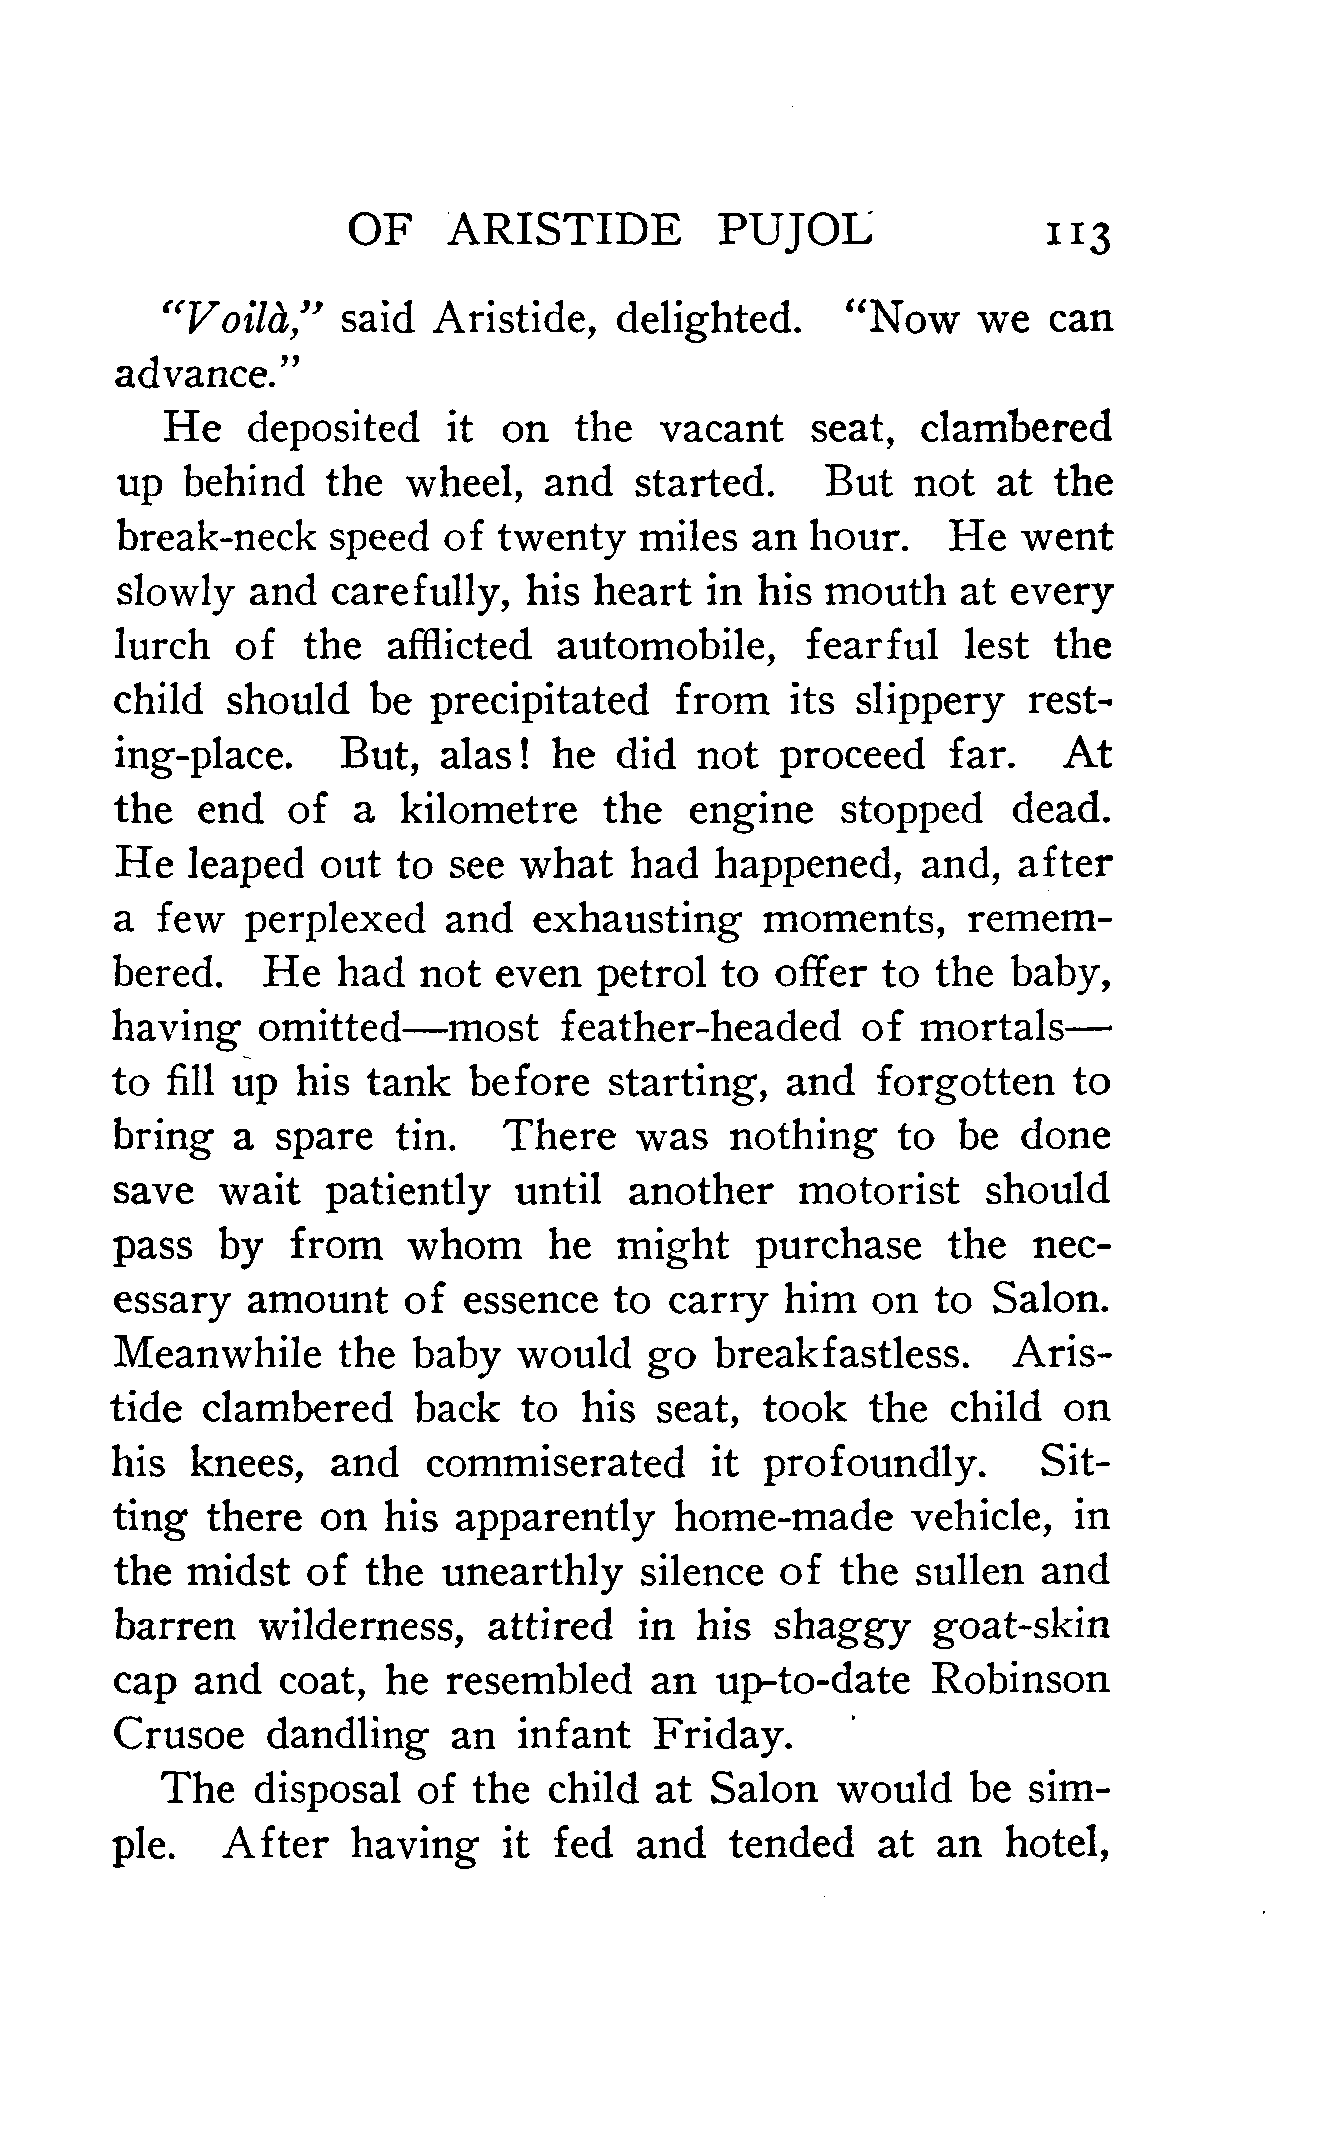 OF ARISTIDE PUJOL 113
"Voilà," said Aristide, delighted. "Now we can
advance."
He deposited it on the vacant seat, clambered
up behind the wheel, and started. But not at the
break-neck speed of twenty miles an hour. He went
slowly and carefully, his heart in his mouth at every
lurch of the afflicted automobile, fearful lest the
child should be precipitated from its slippery rest-
ing-place. But, alas! he did not proceed far. At
the end of a kilometre the engine stopped dead.
He leaped out to see what had happened, and, after
a few perplexed and exhausting moments, remem-
bered. He had not even petrol to offer to the baby,
having omitted—most feather-headed of mortals—
to fill up his tank before starting, and forgotten to
bring a spare tin. There was nothing to be done
save wait patiently until another motorist should
pass by from whom he might purchase the nec-
essary amount of essence to carry him on to Salon.
Meanwhile the baby would go breakfastless. Aris-
tide clambered back to his seat, took the child on
his knees, and commiserated it profoundly. Sit-
ting there on his apparently home-made vehicle, in
the midst of the unearthly silence of the sullen and
barren wilderness, attired in his shaggy goat-skin
cap and coat, he resembled an up-to-date Robinson
Crusoe dandling an infant Friday.
The disposal of the child at Salon would be sim-
ple. After having it fed and tended at an hotel,